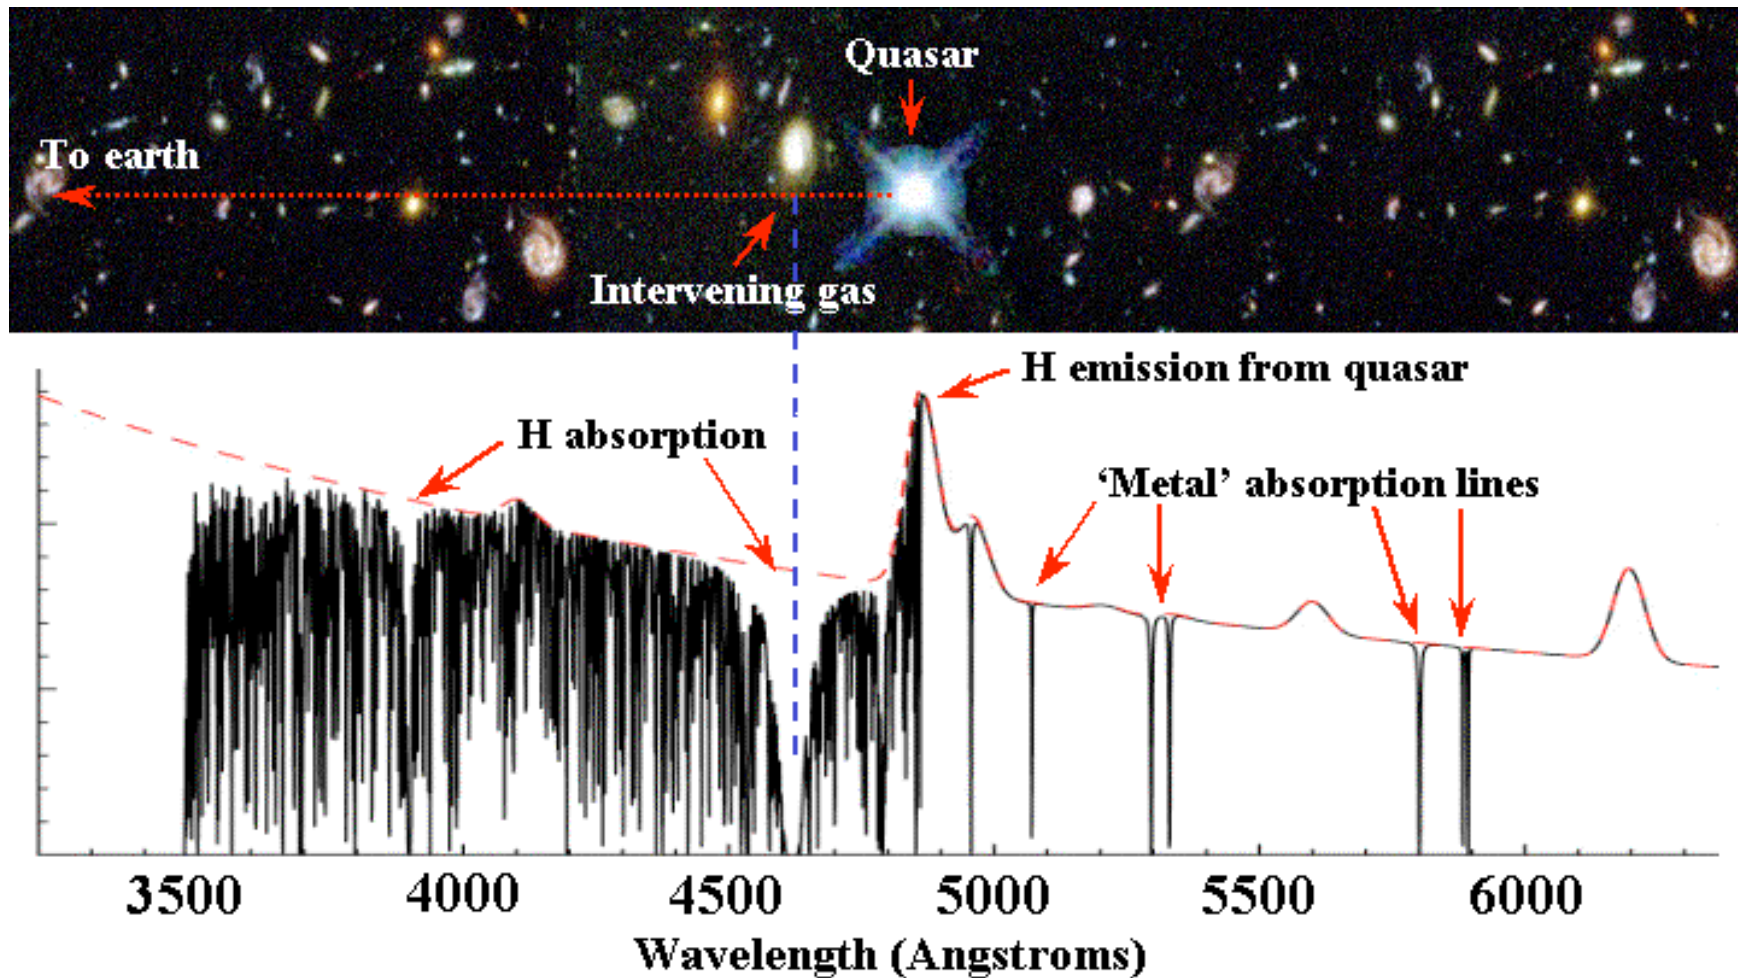 Quasar
To earth
Intervening gas
H emission from quasar
H absorption
‘Metal’ absorption lines
3500 4000 4500 5000 5500 6000
Wavelength (Angstroms)